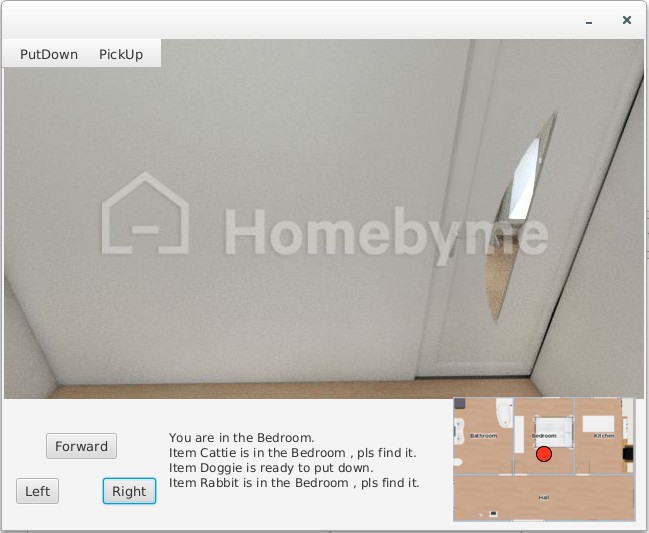 PutDown PickUp
Homebyme
Forward
Left
Right
You are in the Bedroom.
Item Cattie is in the Bedroom , pls find it.
Item Doggie is ready to put down.
Item Rabbit is in the Bedroom , pls find it.
Bathroom Bedroom Kitchen
Hall